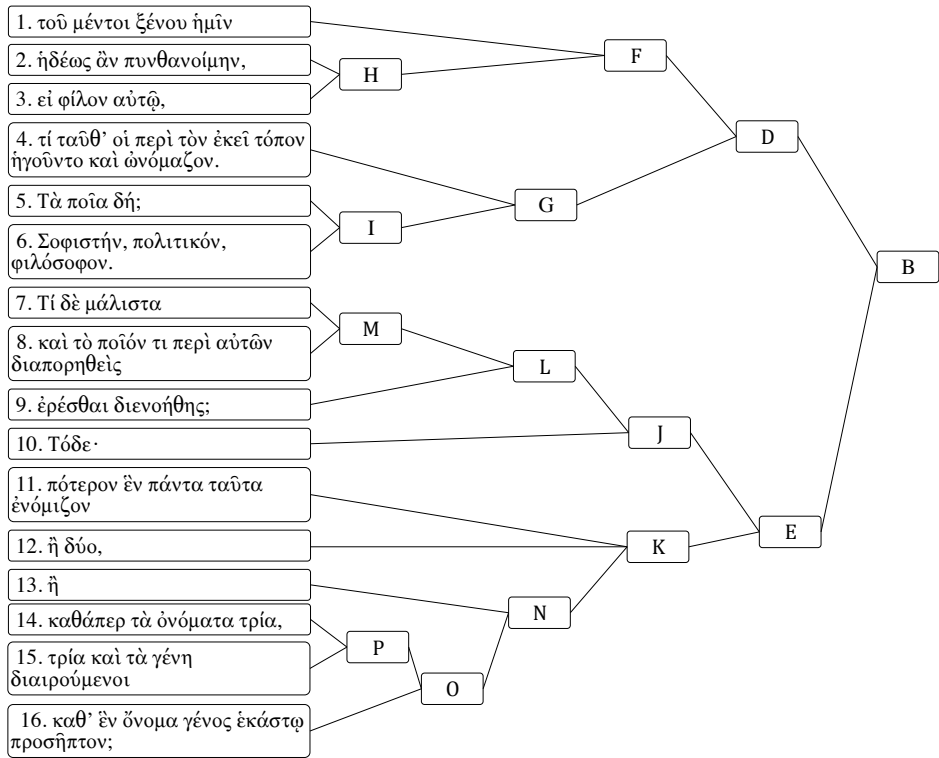 1. τοῦ μέντοι ξένου ἡμῖν
F
2. ἡδέως ἂν πυνθανοίμην,
H
3. εἰ φίλον αὐτῷ,
4. τί ταῦθ’ οἱ περὶ τὸν ἐκεῖ τόπον
ἡγοῦντο καὶ ὠνόμαζον.
D
5. Τὰ ποῖα δή;
G
I
6. Σοφιστήν, πολιτικόν,
φιλόσοφον.
B
7. Τί δὲ μάλιστα
M
8. καὶ τὸ ποῖόν τι περὶ αὐτῶν
διαπορηθεὶς
L
9. ἐρέσθαι διενοήθης;
J
10. Τόδε·
11. πότερον ἓν πάντα ταῦτα
ἐνόμιζον
E
12. ἢ δύο,
K
13. ἢ
N
14. καθάπερ τὰ ὀνόματα τρία,
P
15. τρία καὶ τὰ γένη
διαιρούμενοι
O
16. καθ’ ἓν ὄνομα γένος ἑκάστῳ
προσῆπτον;